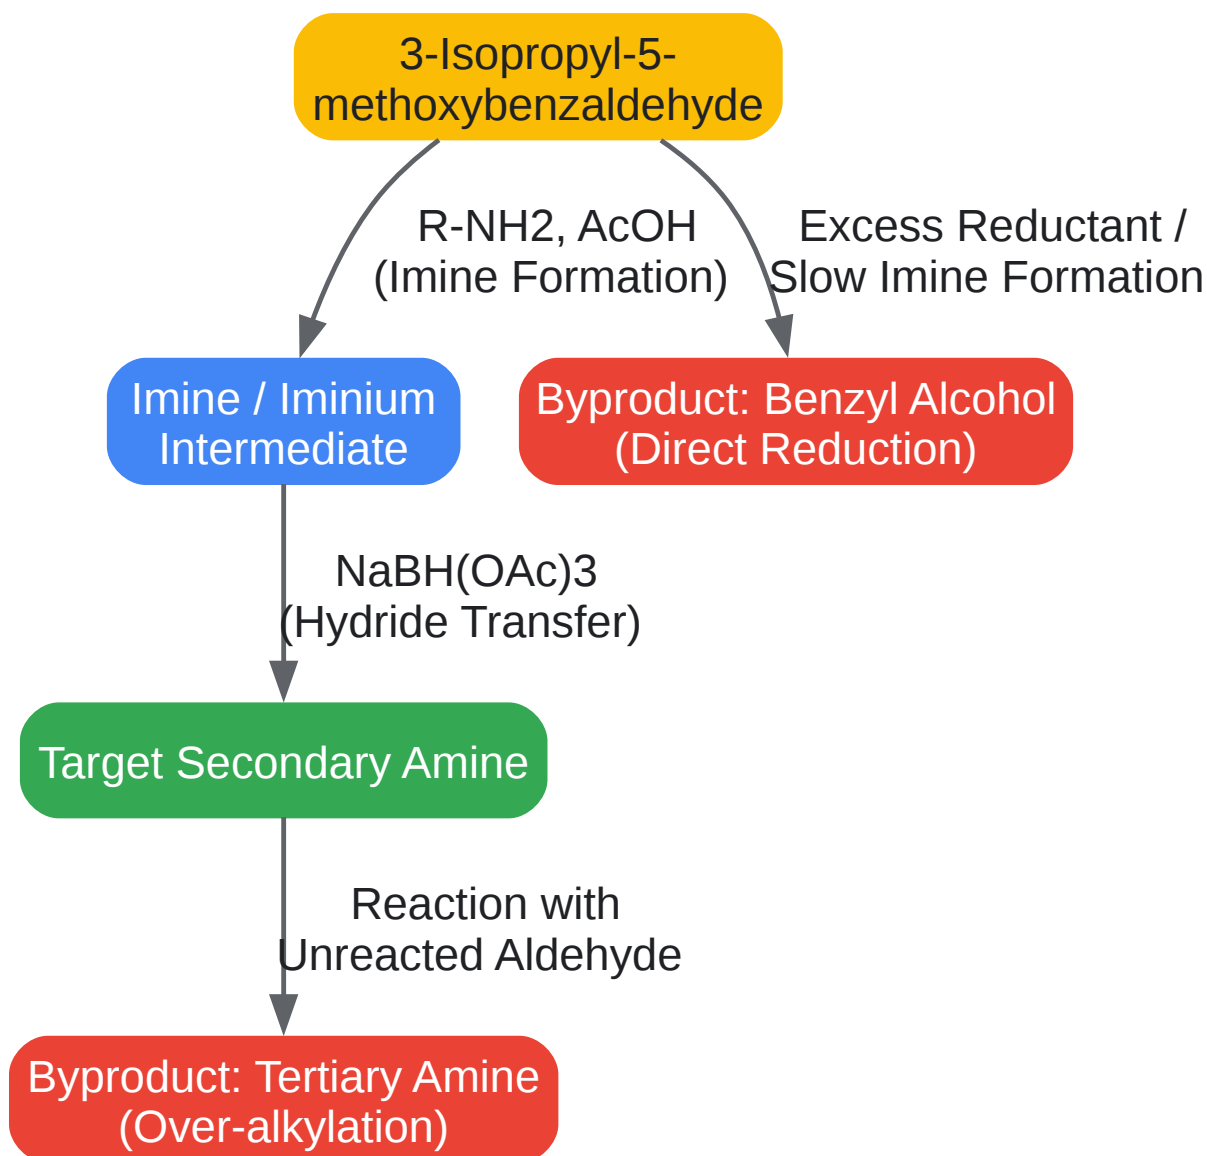 3-Isopropyl-5-
methoxybenzaldehyde
R-NH2, AcOH
(Imine Formation)
Excess Reductant /
Slow Imine Formation
Imine / Iminium
Intermediate
Byproduct: Benzyl Alcohol
(Direct Reduction)
NaBH(OAc)3
(Hydride Transfer)
Target Secondary Amine
Reaction with
Unreacted Aldehyde
Byproduct: Tertiary Amine
(Over-alkylation)